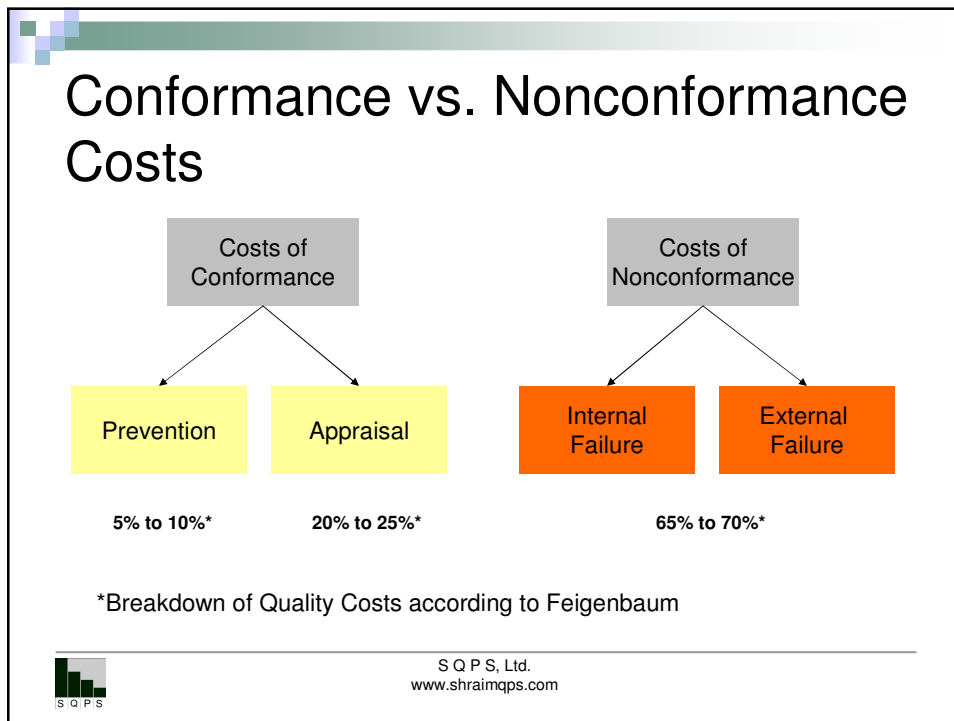 Conformance vs. Nonconformance
Costs
Costs of
Conformance
Costs of
Nonconformance
Prevention
Appraisal
Internal
Failure
External
Failure
5% to 10%*
20% to 25%*
65% to 70%*
*Breakdown of Quality Costs according to Feigenbaum
S Q P S
S Q P S, Ltd.
www.shraimqps.com